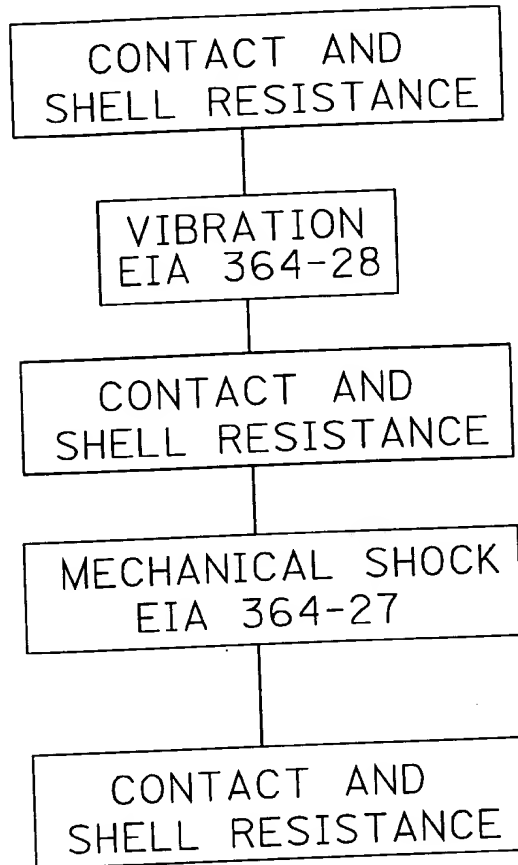 CONTACT AND
SHELL RESISTANCE
VIBRATION
EIA 364-28
CONTACT AND
SHELL RESISTANCE
MECHANICAL SHOCK
EIA 364-27
CONTACT AND
SHELL RESISTANCE